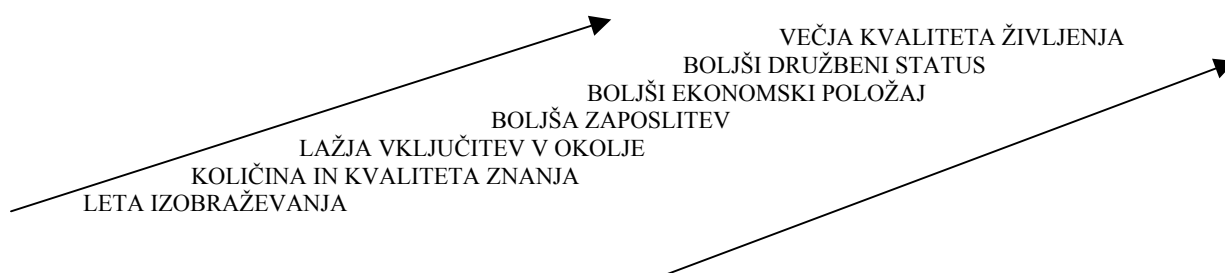 VEČJA KVALITETA ŽIVLJENJA
BOLJŠI DRUŽBENI STATUS
BOLJŠI EKONOMSKI POLOŽAJ
BOLJŠA ZAPOSLITEV
LAŽJA VKLJUČITEV V OKOLJE
KOLIČINA IN KVALITETA ZNANJA
LETA IZOBRAŽEVANJA